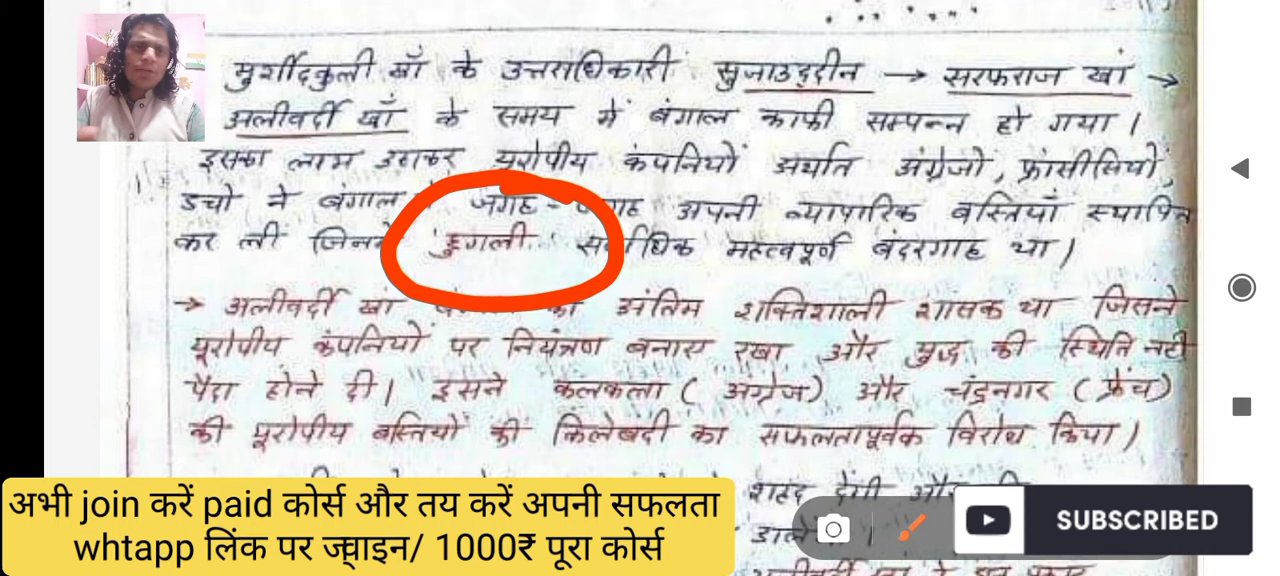 मुर्शीदकुली खाँ के उत्तराधिकारी सुजाउद्दीन → सरफराज खां →
अलीवर्दी खाँ के समय में बंगाल काफी सम्पन्न हो गया।
इसका लाभ उठाकर यूरोपीय कंपनियों अर्थात अंग्रेजों, फ्रांसीसियों,
डचो ने बंगाल जगह - जगह अपनी व्यापारिक बस्तियाँ स्थापित
कर ली जिनमे 'हुगली' सर्वाधिक महत्वपूर्ण बंदरगाह था।
→ अलीवर्दी खा का अंतिम शक्तिशाली शासक था जिसने
यूरोपीय कंपनियों पर नियंत्रण बनाए रखा और युद्ध की स्थिति नही
पैदा होने दी। इसने कलकत्ता (अंग्रेज) और चंद्रनगर (फ्रेंच)
की यूरोपीय बस्तियों की किलेबंदी का सफलतापूर्वक विरोध किया।
शहद देगी और
अभी join करें paid कोर्स और तय करें अपनी सफलता
whtapp लिंक पर ज्वाइन/ 1000₹ पूरा कोर्स
SUBSCRIBED